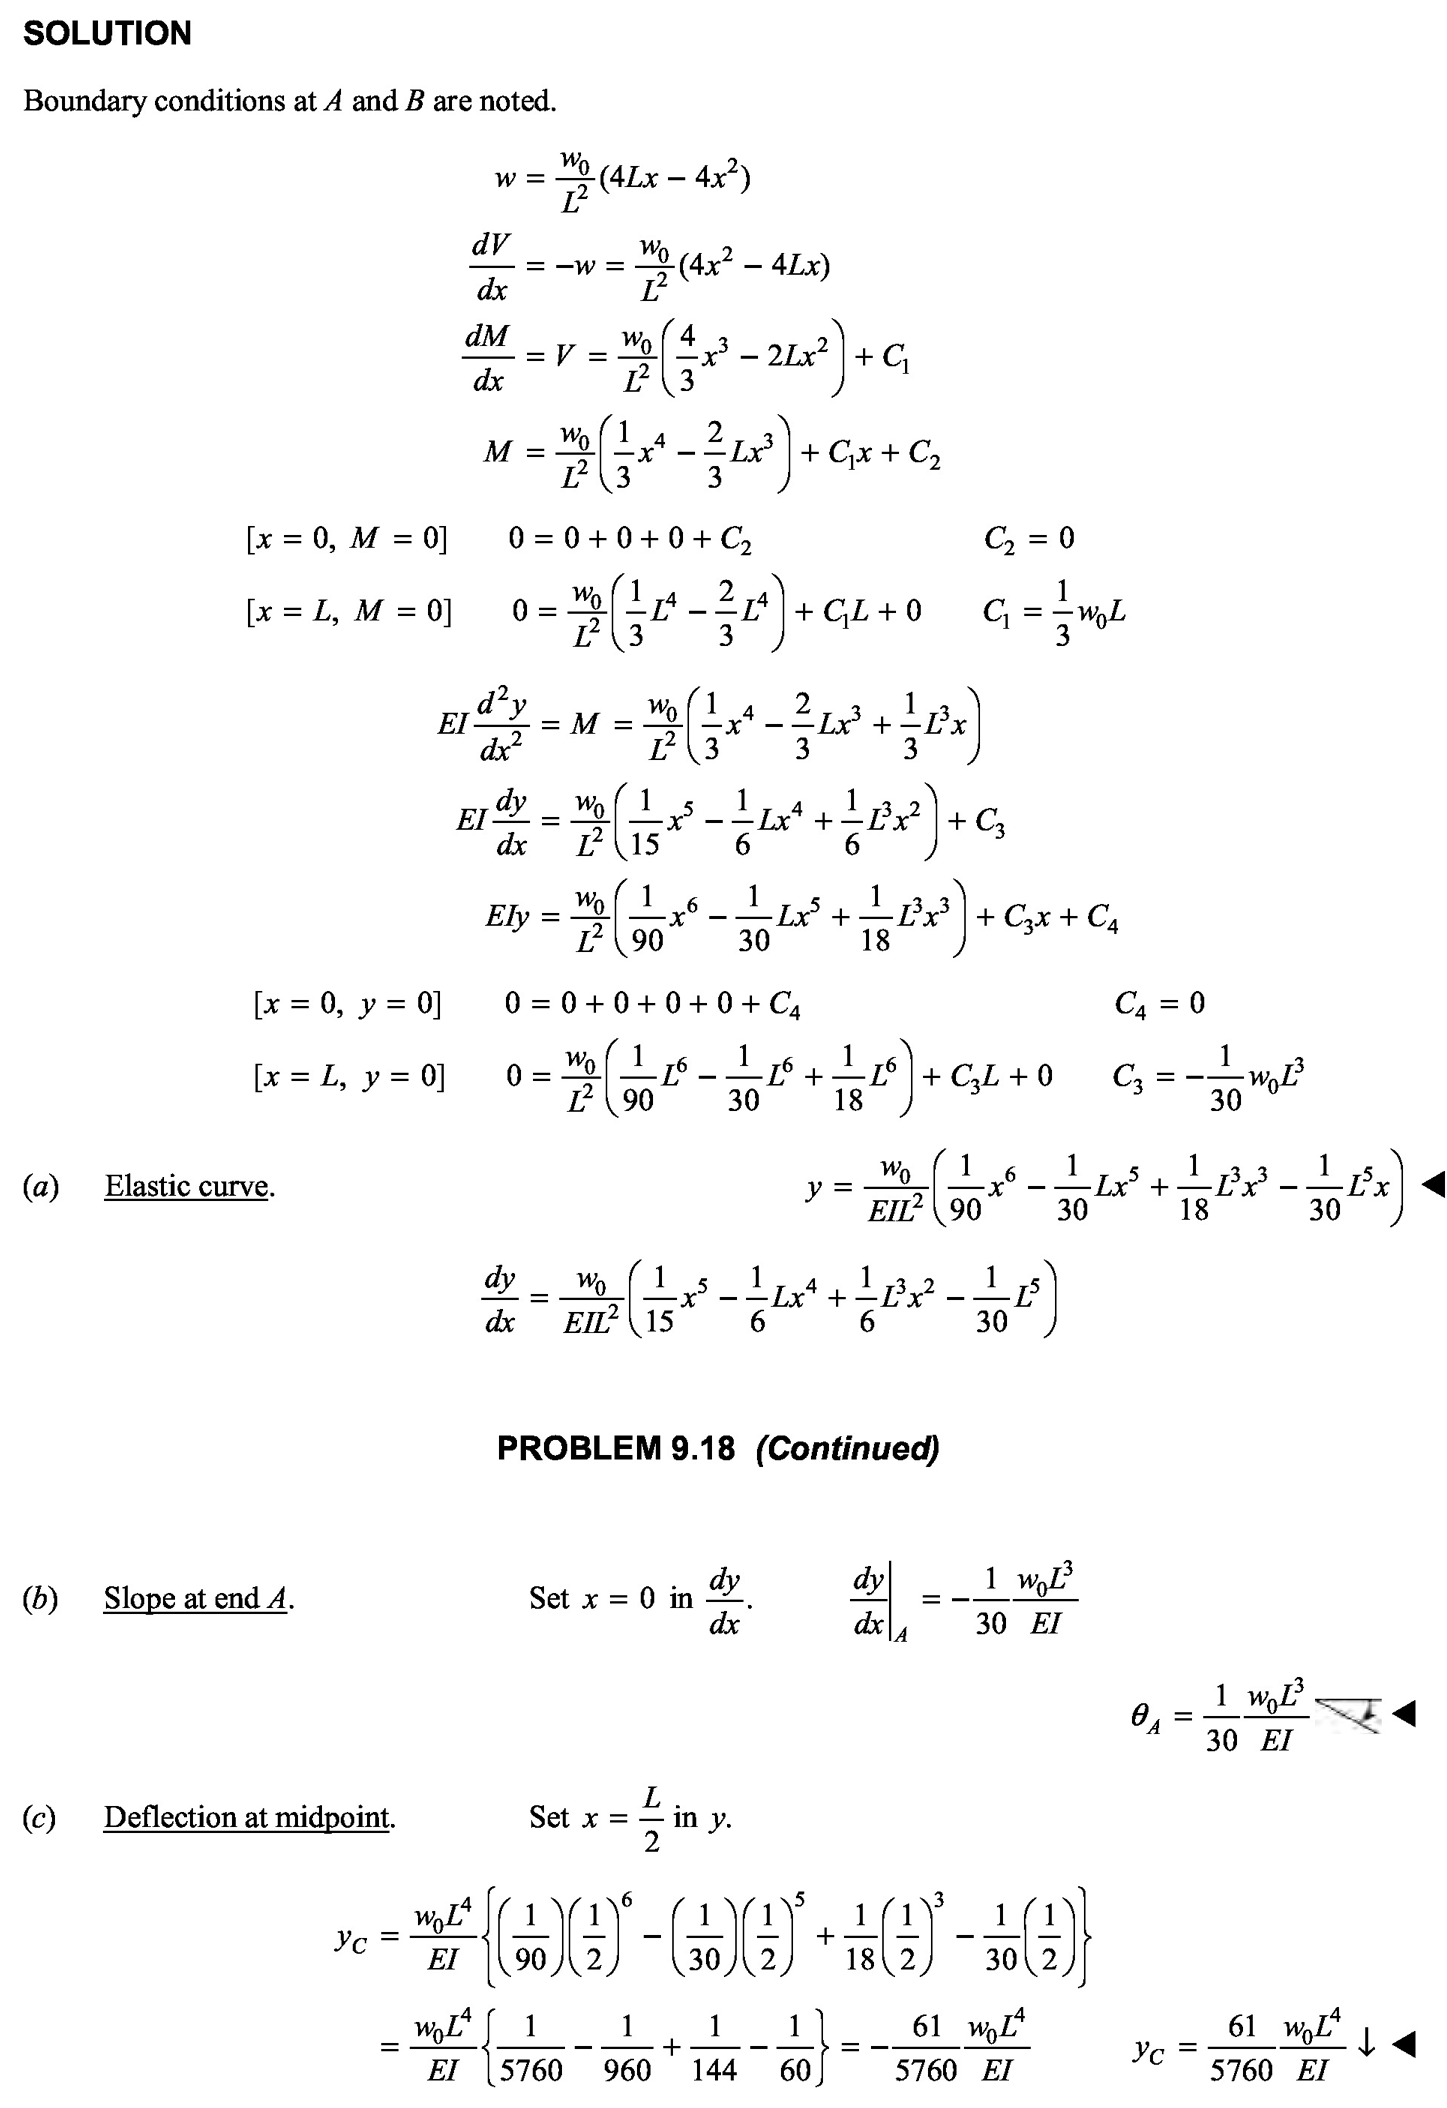 SOLUTION
Boundary conditions at A and B are noted.
w = \frac{w_0}{L^2}(4Lx - 4x^2)
\frac{dV}{dx} = -w = \frac{w_0}{L^2}(4x^2 - 4Lx)
\frac{dM}{dx} = V = \frac{w_0}{L^2}\left(\frac{4}{3}x^3 - 2Lx^2\right) + C_1
M = \frac{w_0}{L^2}\left(\frac{1}{3}x^4 - \frac{2}{3}Lx^3\right) + C_1x + C_2
[x = 0, M = 0] 0 = 0 + 0 + 0 + C_2 C_2 = 0
[x = L, M = 0] 0 = \frac{w_0}{L^2}\left(\frac{1}{3}L^4 - \frac{2}{3}L^4\right) + C_1L + 0 C_1 = \frac{1}{3}w_0L
EI\frac{d^2y}{dx^2} = M = \frac{w_0}{L^2}\left(\frac{1}{3}x^4 - \frac{2}{3}Lx^3 + \frac{1}{3}L^3x\right)
EI\frac{dy}{dx} = \frac{w_0}{L^2}\left(\frac{1}{15}x^5 - \frac{1}{6}Lx^4 + \frac{1}{6}L^3x^2\right) + C_3
EIy = \frac{w_0}{L^2}\left(\frac{1}{90}x^6 - \frac{1}{30}Lx^5 + \frac{1}{18}L^3x^3\right) + C_3x + C_4
[x = 0, y = 0] 0 = 0 + 0 + 0 + 0 + C_4 C_4 = 0
[x = L, y = 0] 0 = \frac{w_0}{L^2}\left(\frac{1}{90}L^6 - \frac{1}{30}L^6 + \frac{1}{18}L^6\right) + C_3L + 0 C_3 = -\frac{1}{30}w_0L^3
(a) Elastic curve. y = \frac{w_0}{EIL^2}\left(\frac{1}{90}x^6 - \frac{1}{30}Lx^5 + \frac{1}{18}L^3x^3 - \frac{1}{30}L^5x\right) ◄
\frac{dy}{dx} = \frac{w_0}{EIL^2}\left(\frac{1}{15}x^5 - \frac{1}{6}Lx^4 + \frac{1}{6}L^3x^2 - \frac{1}{30}L^5\right)
PROBLEM 9.18 (Continued)
(b) Slope at end A. Set x = 0 in \frac{dy}{dx}. \left.\frac{dy}{dx}\right|_A = -\frac{1}{30}\frac{w_0L^3}{EI}
θ_A = \frac{1}{30}\frac{w_0L^3}{EI} ◄
(c) Deflection at midpoint. Set x = \frac{L}{2} in y.
y_C = \frac{w_0L^4}{EI}\left\{\left(\frac{1}{90}\right)\left(\frac{1}{2}\right)^6 - \left(\frac{1}{30}\right)\left(\frac{1}{2}\right)^5 + \frac{1}{18}\left(\frac{1}{2}\right)^3 - \frac{1}{30}\left(\frac{1}{2}\right)\right\}
= \frac{w_0L^4}{EI}\left\{\frac{1}{5760} - \frac{1}{960} + \frac{1}{144} - \frac{1}{60}\right\} = -\frac{61}{5760}\frac{w_0L^4}{EI} y_C = \frac{61}{5760}\frac{w_0L^4}{EI} ↓ ◄